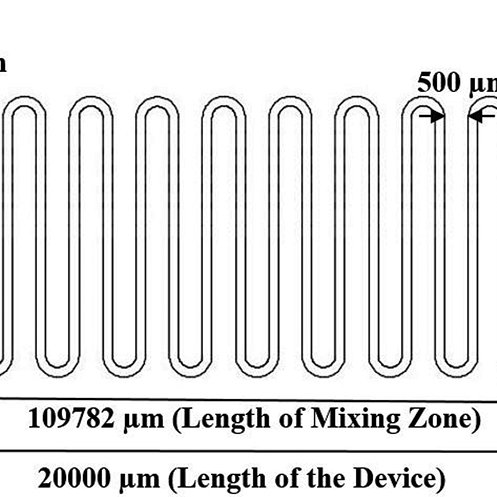 500
109782 µm (Length of Mixing Zone)
20000 µm (Length of the Device)